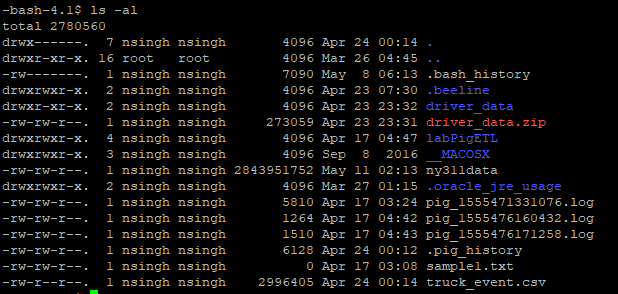 -bash-4.1$ ls -al
total 2780560
drwx------.  7 nsingh nsingh       4096 Apr 24 00:14 .
drwxr-xr-x. 16 root   root         4096 Mar 26 04:45 ..
-rw-------.  1 nsingh nsingh       7090 May  8 06:13 .bash_history
drwxrwxr-x.  2 nsingh nsingh       4096 Apr 23 07:30 .beeline
drwxrwxr-x.  2 nsingh nsingh       4096 Apr 23 23:32 driver_data
-rw-rw-r--.  1 nsingh nsingh     273059 Apr 23 23:31 driver_data.zip
drwxrwxr-x.  4 nsingh nsingh       4096 Apr 17 04:47 labPigETL
drwxrwxr-x.  3 nsingh nsingh       4096 Sep  8  2016 __MACOSX
-rw-------.  1 nsingh nsingh 2843951752 May 11 02:13 ny311data
drwxrwxr-x.  2 nsingh nsingh       4096 Mar 27 01:15 .oracle_jre_usage
-rw-rw-r--.  1 nsingh nsingh       5810 Apr 17 03:24 pig_1555471331076.log
-rw-rw-r--.  1 nsingh nsingh       1264 Apr 17 04:42 pig_1555476160432.log
-rw-rw-r--.  1 nsingh nsingh       1510 Apr 17 04:43 pig_1555476171258.log
-rw-rw-r--.  1 nsingh nsingh       6128 Apr 24 00:12 .pig_history
-rw-rw-r--.  1 nsingh nsingh          0 Apr 17 03:08 sample1.txt
-rw-rw-r--.  1 nsingh nsingh    2996405 Apr 24 00:14 truck_event.csv